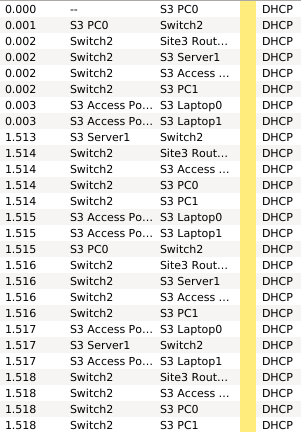 0.000 -- S3 PC0 DHCP
0.001 S3 PC0 Switch2 DHCP
0.002 Switch2 Site3 Rout... DHCP
0.002 Switch2 S3 Server1 DHCP
0.002 Switch2 S3 Access ... DHCP
0.002 Switch2 S3 PC1 DHCP
0.003 S3 Access Po... S3 Laptop0 DHCP
0.003 S3 Access Po... S3 Laptop1 DHCP
1.513 S3 Server1 Switch2 DHCP
1.514 Switch2 Site3 Rout... DHCP
1.514 Switch2 S3 Access ... DHCP
1.514 Switch2 S3 PC0 DHCP
1.514 Switch2 S3 PC1 DHCP
1.515 S3 Access Po... S3 Laptop0 DHCP
1.515 S3 Access Po... S3 Laptop1 DHCP
1.515 S3 PC0 Switch2 DHCP
1.516 Switch2 Site3 Rout... DHCP
1.516 Switch2 S3 Server1 DHCP
1.516 Switch2 S3 Access ... DHCP
1.516 Switch2 S3 PC1 DHCP
1.517 S3 Access Po... S3 Laptop0 DHCP
1.517 S3 Server1 Switch2 DHCP
1.517 S3 Access Po... S3 Laptop1 DHCP
1.518 Switch2 Site3 Rout... DHCP
1.518 Switch2 S3 Access ... DHCP
1.518 Switch2 S3 PC0 DHCP
1.518 Switch2 S3 PC1 DHCP